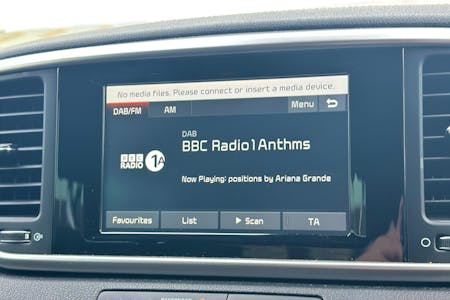 No media files. Please connect or insert a media device.
DAB/FM AM Menu
DAB
BBC Radio1Anthms
BBC
RADIO 1A
Now Playing: positions by Ariana Grande
Favourites List Scan TA